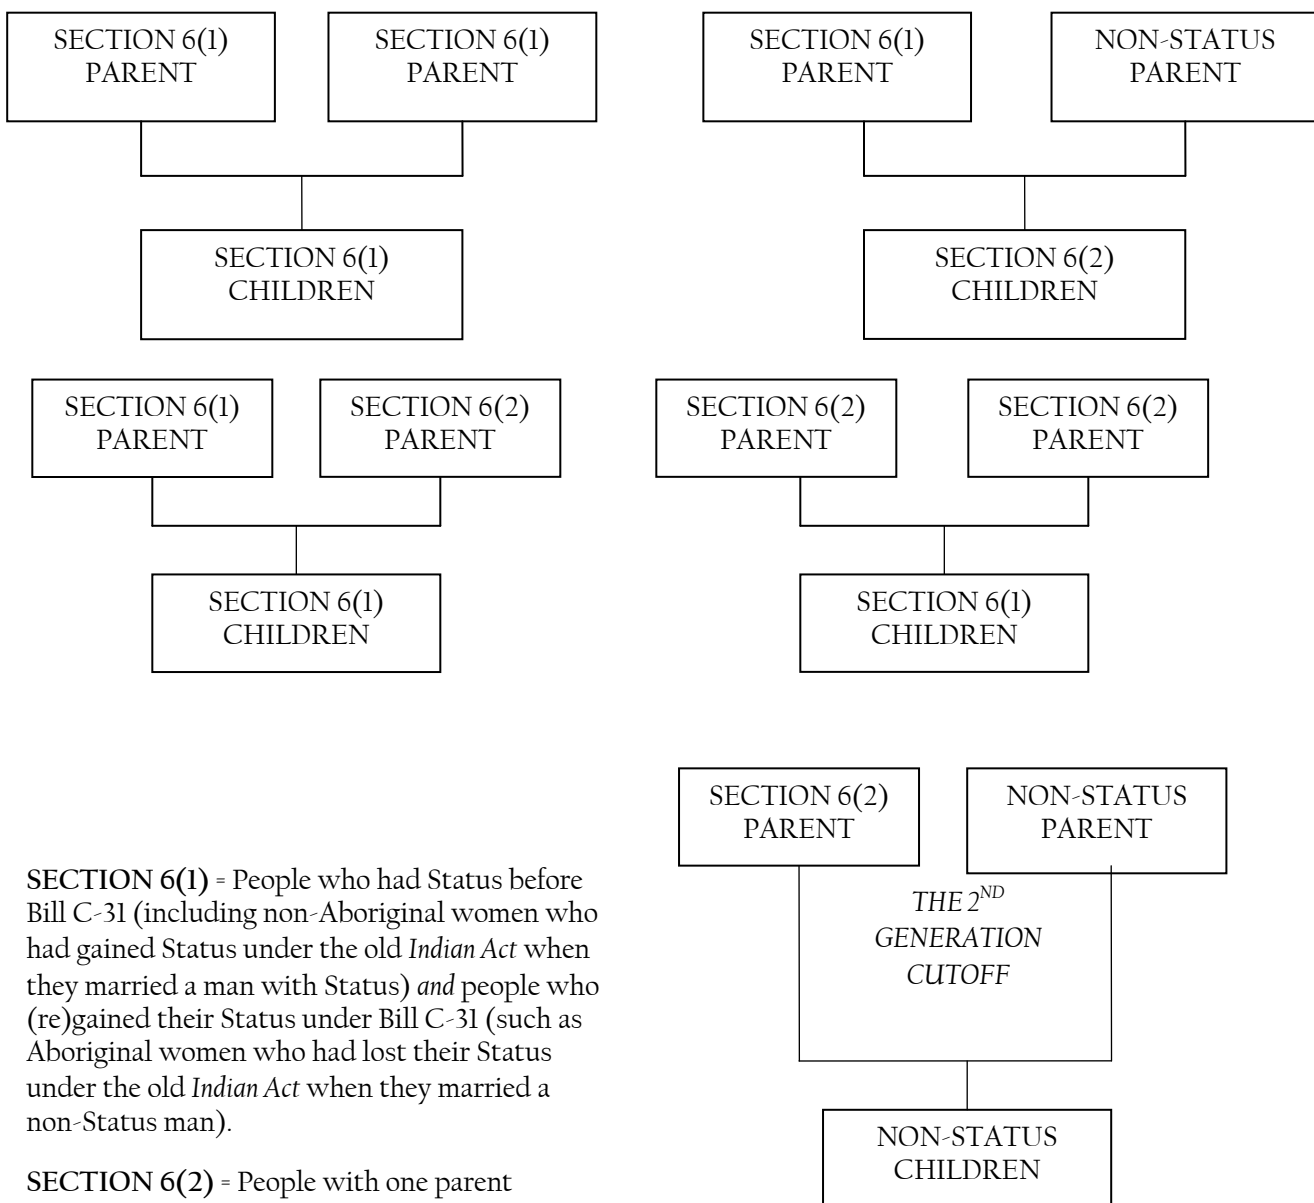 SECTION 6(1)
PARENT
SECTION 6(1)
PARENT
SECTION 6(1)
CHILDREN
SECTION 6(1)
PARENT
NON-STATUS
PARENT
SECTION 6(2)
CHILDREN
SECTION 6(1)
PARENT
SECTION 6(2)
PARENT
SECTION 6(1)
CHILDREN
SECTION 6(2)
PARENT
SECTION 6(2)
PARENT
SECTION 6(1)
CHILDREN
SECTION 6(2)
PARENT
NON-STATUS
PARENT
THE 2ND
GENERATION
CUTOFF
NON-STATUS
CHILDREN
SECTION 6(1) = People who had Status before
Bill C-31 (including non-Aboriginal women who
had gained Status under the old Indian Act when
they married a man with Status) and people who
(re)gained their Status under Bill C-31 (such as
Aboriginal women who had lost their Status
under the old Indian Act when they married a
non-Status man).
SECTION 6(2) = People with one parent